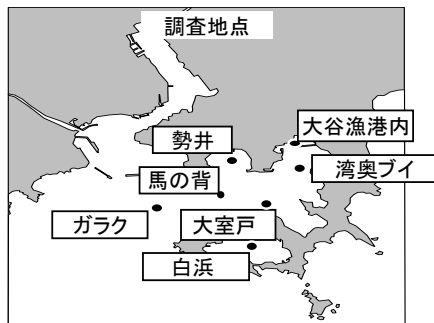 調査地点
大谷漁港内
勢井
湾奥ブイ
馬の背
ガラク
大室戸
白浜